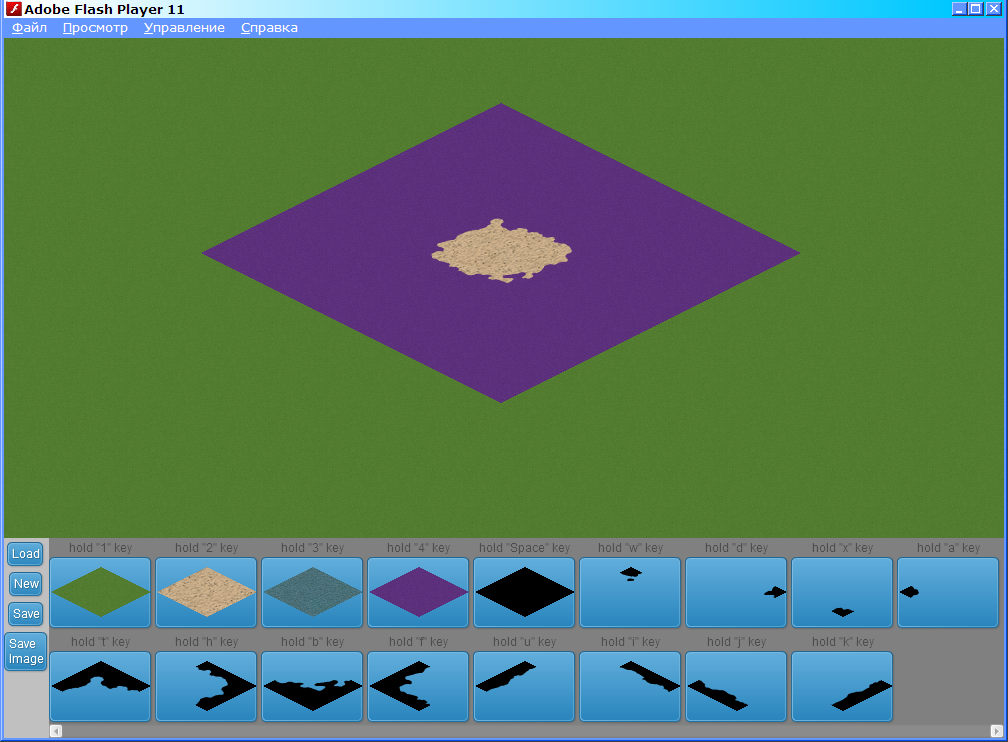 Adobe Flash Player 11
Файл Просмотр Управление Справка
Load
New
Save
Save Image
hold "1" key hold "2" key hold "3" key hold "4" key hold "Space" key hold "w" key hold "d" key hold "x" key hold "a" key
hold "t" key hold "h" key hold "b" key hold "f" key hold "u" key hold "i" key hold "j" key hold "k" key